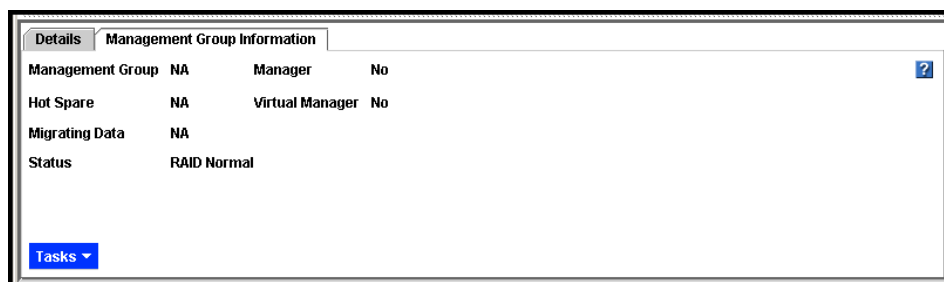 Details Management Group Information
Management Group NA Manager No ?
Hot Spare NA Virtual Manager No
Migrating Data NA
Status RAID Normal
Tasks